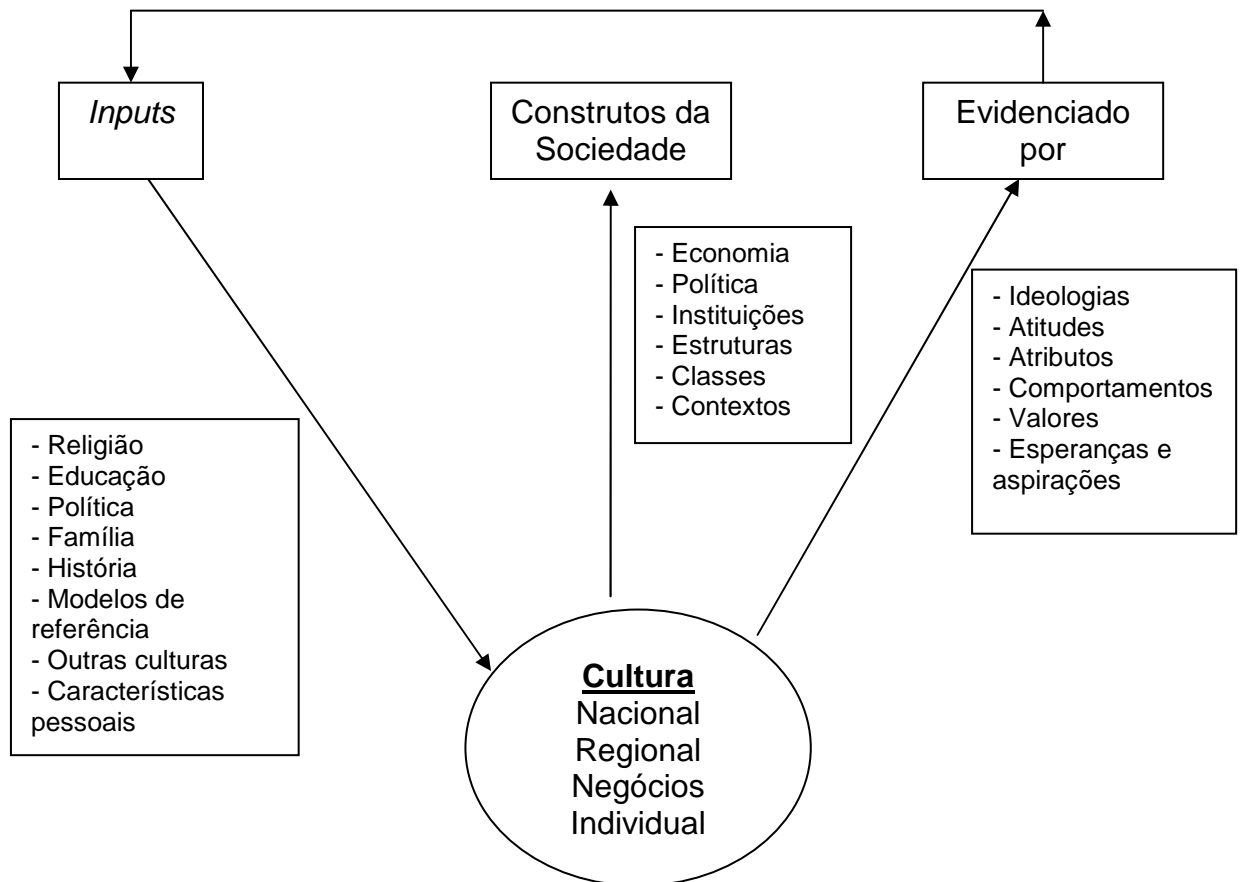 Inputs
Construtos da
Sociedade
Evidenciado
por
- Economia
- Política
- Instituições
- Estruturas
- Classes
- Contextos
- Ideologias
- Atitudes
- Atributos
- Comportamentos
- Valores
- Esperanças e
aspirações
- Religião
- Educação
- Política
- Família
- História
- Modelos de
referência
- Outras culturas
- Características
pessoais
Cultura
Nacional
Regional
Negócios
Individual